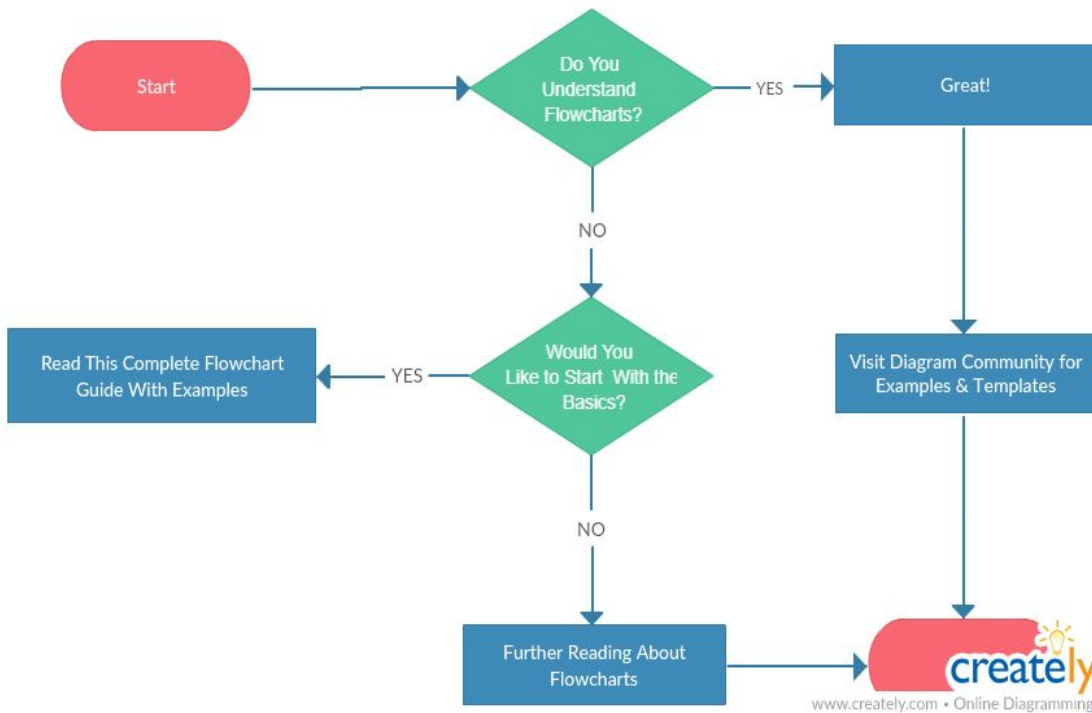 Start
Do You
Understand
Flowcharts?
YES
Great!
NO
Would You
Like to Start With the
Basics?
YES
Read This Complete Flowchart
Guide With Examples
Visit Diagram Community for
Examples & Templates
NO
Further Reading About
Flowcharts
creately
www.creately.com • Online Diagramming